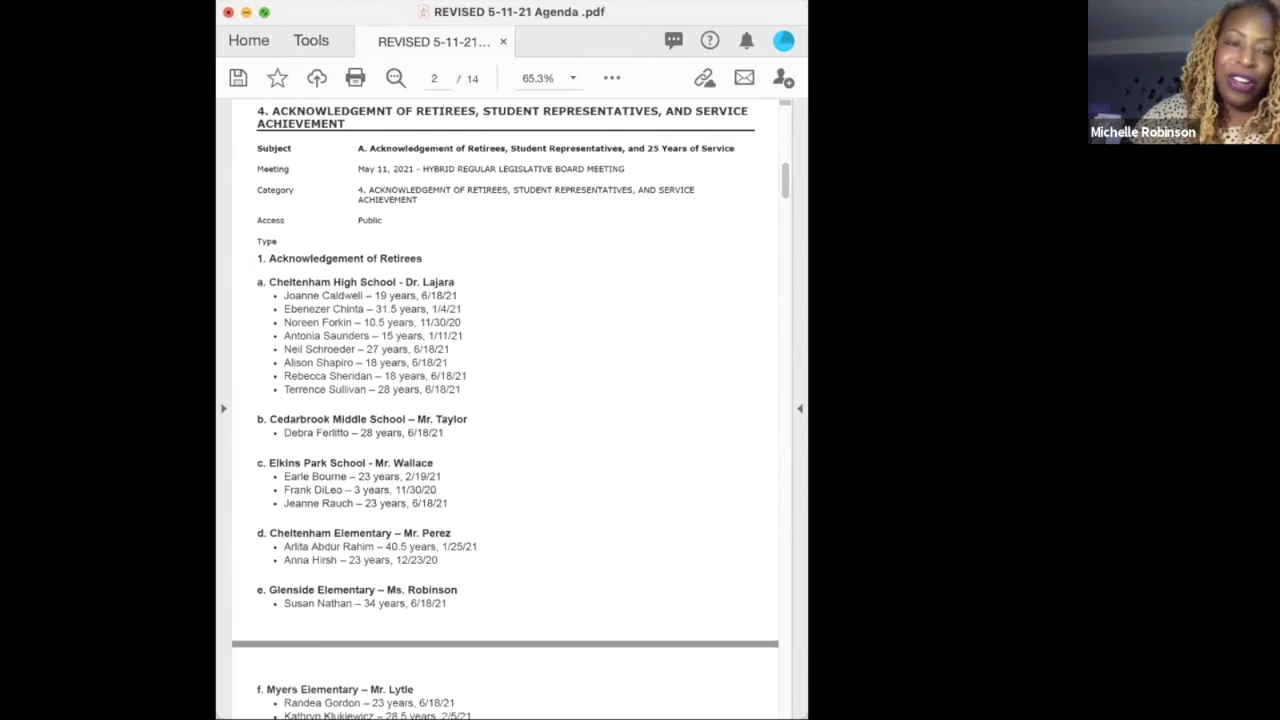 REVISED 5-11-21 Agenda .pdf
Home Tools REVISED 5-11-21... ×
2 / 14 65.3%
4. ACKNOWLEDGEMNT OF RETIREES, STUDENT REPRESENTATIVES, AND SERVICE
ACHIEVEMENT
Subject A. Acknowledgement of Retirees, Student Representatives, and 25 Years of Service
Meeting May 11, 2021 - HYBRID REGULAR LEGISLATIVE BOARD MEETING
Category 4. ACKNOWLEDGEMNT OF RETIREES, STUDENT REPRESENTATIVES, AND SERVICE
ACHIEVEMENT
Access Public
Type
1. Acknowledgement of Retirees
a. Cheltenham High School - Dr. Lajara
• Joanne Caldwell – 19 years, 6/18/21
• Ebenezer Chinta – 31.5 years, 1/4/21
• Noreen Forkin – 10.5 years, 11/30/20
• Antonia Saunders – 15 years, 1/11/21
• Neil Schroeder – 27 years, 6/18/21
• Alison Shapiro – 18 years, 6/18/21
• Rebecca Sheridan – 18 years, 6/18/21
• Terrence Sullivan – 28 years, 6/18/21
b. Cedarbrook Middle School – Mr. Taylor
• Debra Ferlitto – 28 years, 6/18/21
c. Elkins Park School - Mr. Wallace
• Earle Bourne – 23 years, 2/19/21
• Frank DiLeo – 3 years, 11/30/20
• Jeanne Rauch – 23 years, 6/18/21
d. Cheltenham Elementary – Mr. Perez
• Arlita Abdur Rahim – 40.5 years, 1/25/21
• Anna Hirsh – 23 years, 12/23/20
e. Glenside Elementary – Ms. Robinson
• Susan Nathan – 34 years, 6/18/21
f. Myers Elementary – Mr. Lytle
• Randea Gordon – 23 years, 6/18/21
• Kathryn Klukiewicz – 28.5 years, 2/5/21
Michelle Robinson